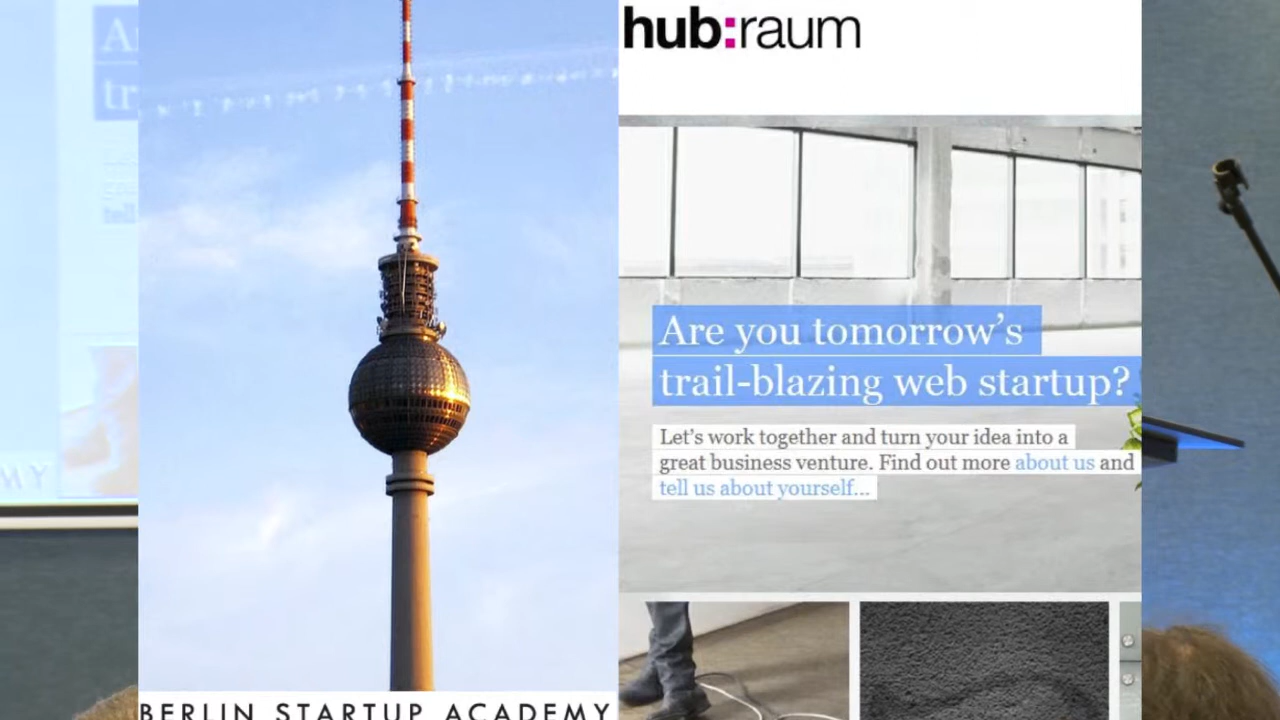 hub:raum
Are you tomorrow's
trail-blazing web startup?
Let's work together and turn your idea into a
great business venture. Find out more about us and
tell us about yourself...
BERLIN STARTUP ACADEMY